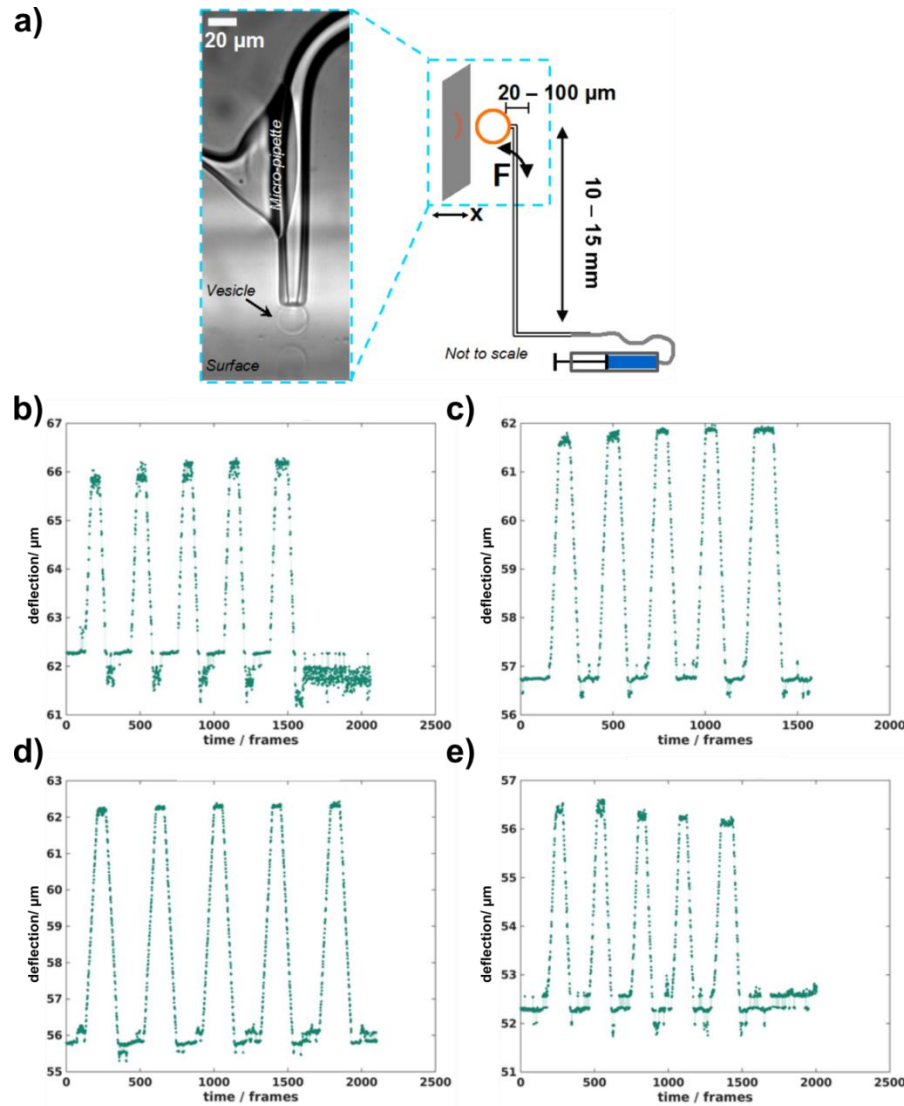 a)
20 µm
Micro-pipette
Vesicle
Surface
20 – 100 µm
F
x
10 – 15 mm
Not to scale
b)
67
66
65
64
63
62
61
0
500
1000
1500
2000
2500
deflection/ µm
time / frames
c)
62
61
60
59
58
57
56
0
500
1000
1500
2000
deflection/ µm
time / frames
d)
63
62
61
60
59
58
57
56
55
0
500
1000
1500
2000
2500
deflection/ µm
time / frames
e)
57
56
55
54
53
52
51
0
500
1000
1500
2000
2500
deflection/ µm
time / frames